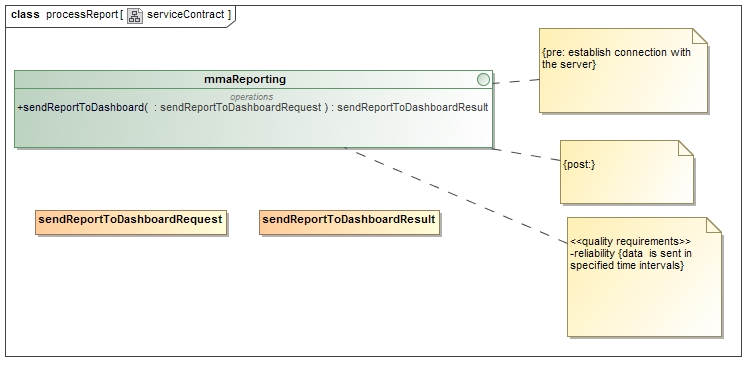 class processReport [ serviceContract ]
mmaReporting
operations
+sendReportToDashboard( : sendReportToDashboardRequest ) : sendReportToDashboardResult
{pre: establish connection with
the server}
{post:}
sendReportToDashboardRequest
sendReportToDashboardResult
<<quality requirements>>
-reliability {data is sent in
specified time intervals}